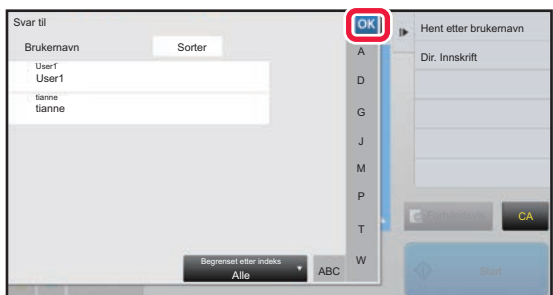 Svar til
OK
Brukernavn
Sorter
User1
User1
tianne
tianne
A
D
G
J
M
P
T
W
Begrenset etter indeks
Alle
ABC
Hent etter brukernavn
Dir. Innskrift
CA
Start